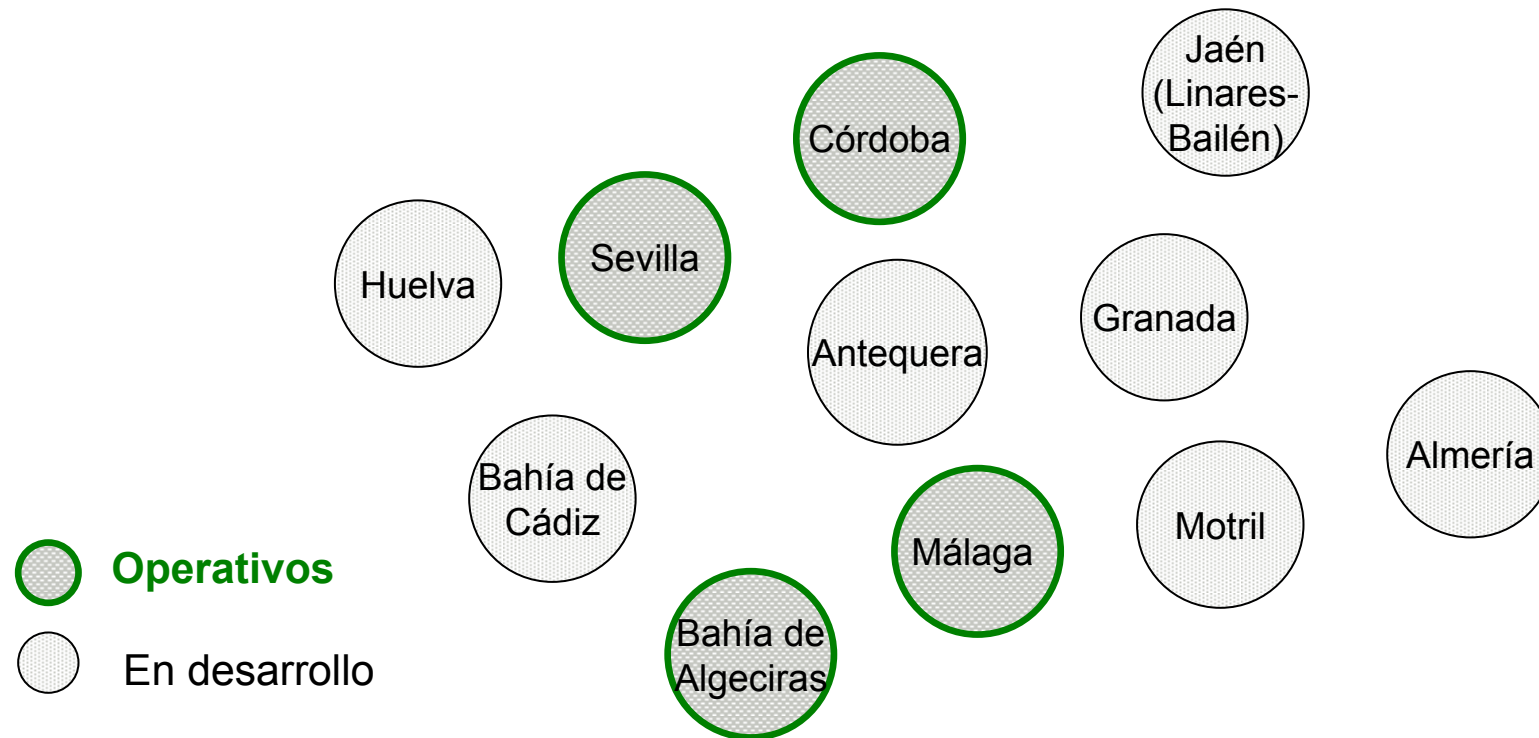 Jaén
(Linares-
Bailén)
Córdoba
Sevilla
Huelva
Granada
Antequera
Almería
Bahía de
Cádiz
Motril
Málaga
Operativos
Bahía de
Algeciras
En desarrollo